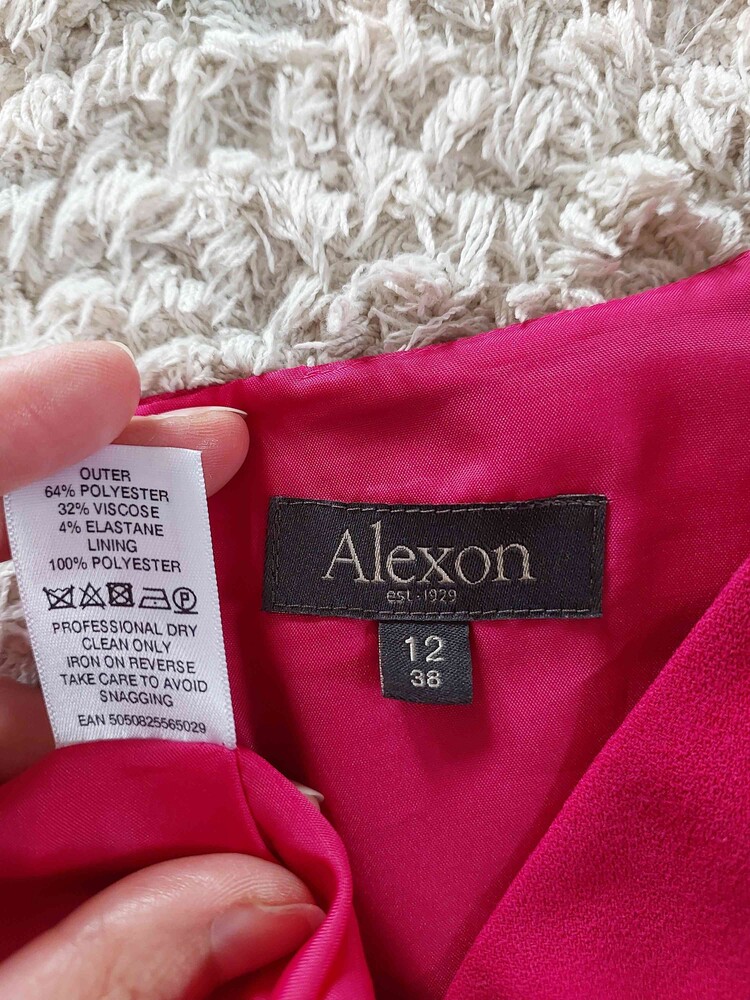 OUTER
64% POLYESTER
32% VISCOSE
4% ELASTANE
LINING
100% POLYESTER
P
PROFESSIONAL DRY
CLEAN ONLY
IRON ON REVERSE
TAKE CARE TO AVOID
SNAGGING
EAN 5050825565029
Alexon
est·1929
12
38